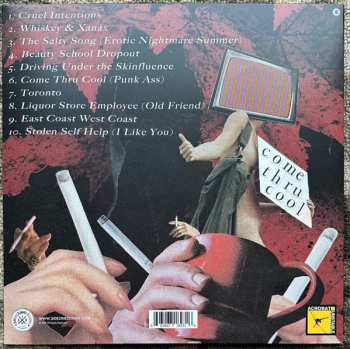 1. Cruel Intentions
2. Whiskey & Xanax
3. The Salty Song (Erotic Nightmare Summer)
4. Beauty School Dropout
5. Driving Under the Skinfluence
6. Come Thru Cool (Punk Ass)
7. Toronto
8. Liquor Store Employee (Old Friend)
9. East Coast West Coast
10. Stolen Self Help (I Like You)
come
thru
cool
ACROBAT